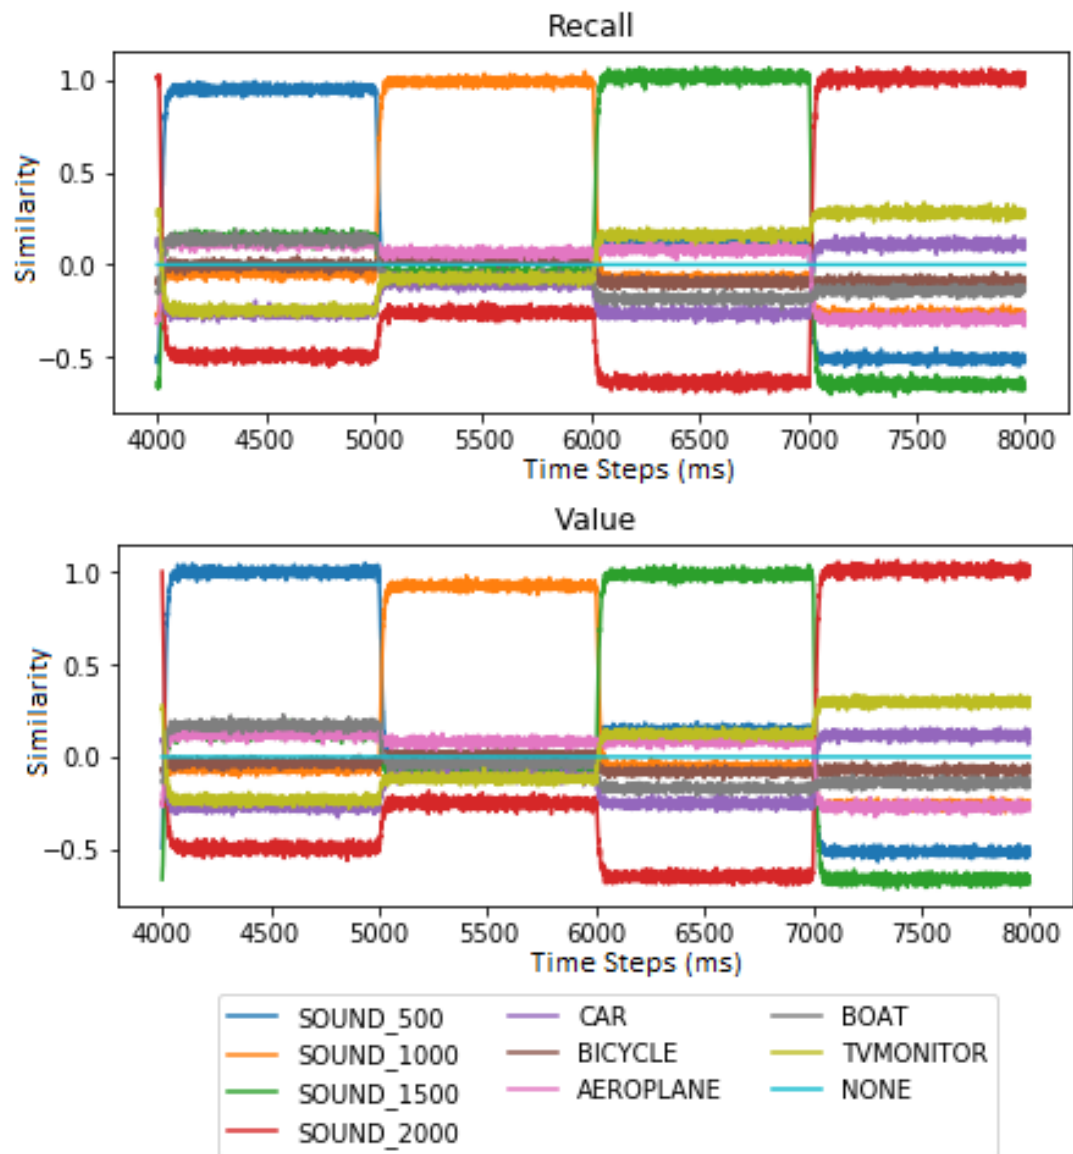 Recall
Similarity
1.0
0.5
0.0
−0.5
4000 4500 5000 5500 6000 6500 7000 7500 8000
Time Steps (ms)
Value
Similarity
1.0
0.5
0.0
−0.5
4000 4500 5000 5500 6000 6500 7000 7500 8000
Time Steps (ms)
SOUND_500 CAR BOAT
SOUND_1000 BICYCLE TVMONITOR
SOUND_1500 AEROPLANE NONE
SOUND_2000